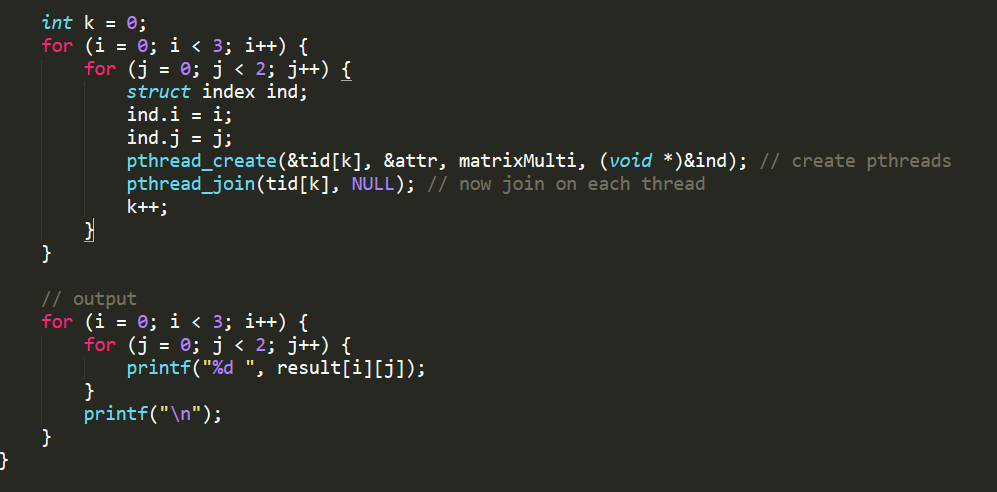 int k = 0;
for (i = 0; i < 3; i++) {
for (j = 0; j < 2; j++) {
struct index ind;
ind.i = i;
ind.j = j;
pthread_create(&tid[k], &attr, matrixMulti, (void *)&ind); // create pthreads
pthread_join(tid[k], NULL); // now join on each thread
k++;
}
}
// output
for (i = 0; i < 3; i++) {
for (j = 0; j < 2; j++) {
printf("%d ", result[i][j]);
}
printf("\n");
}
}